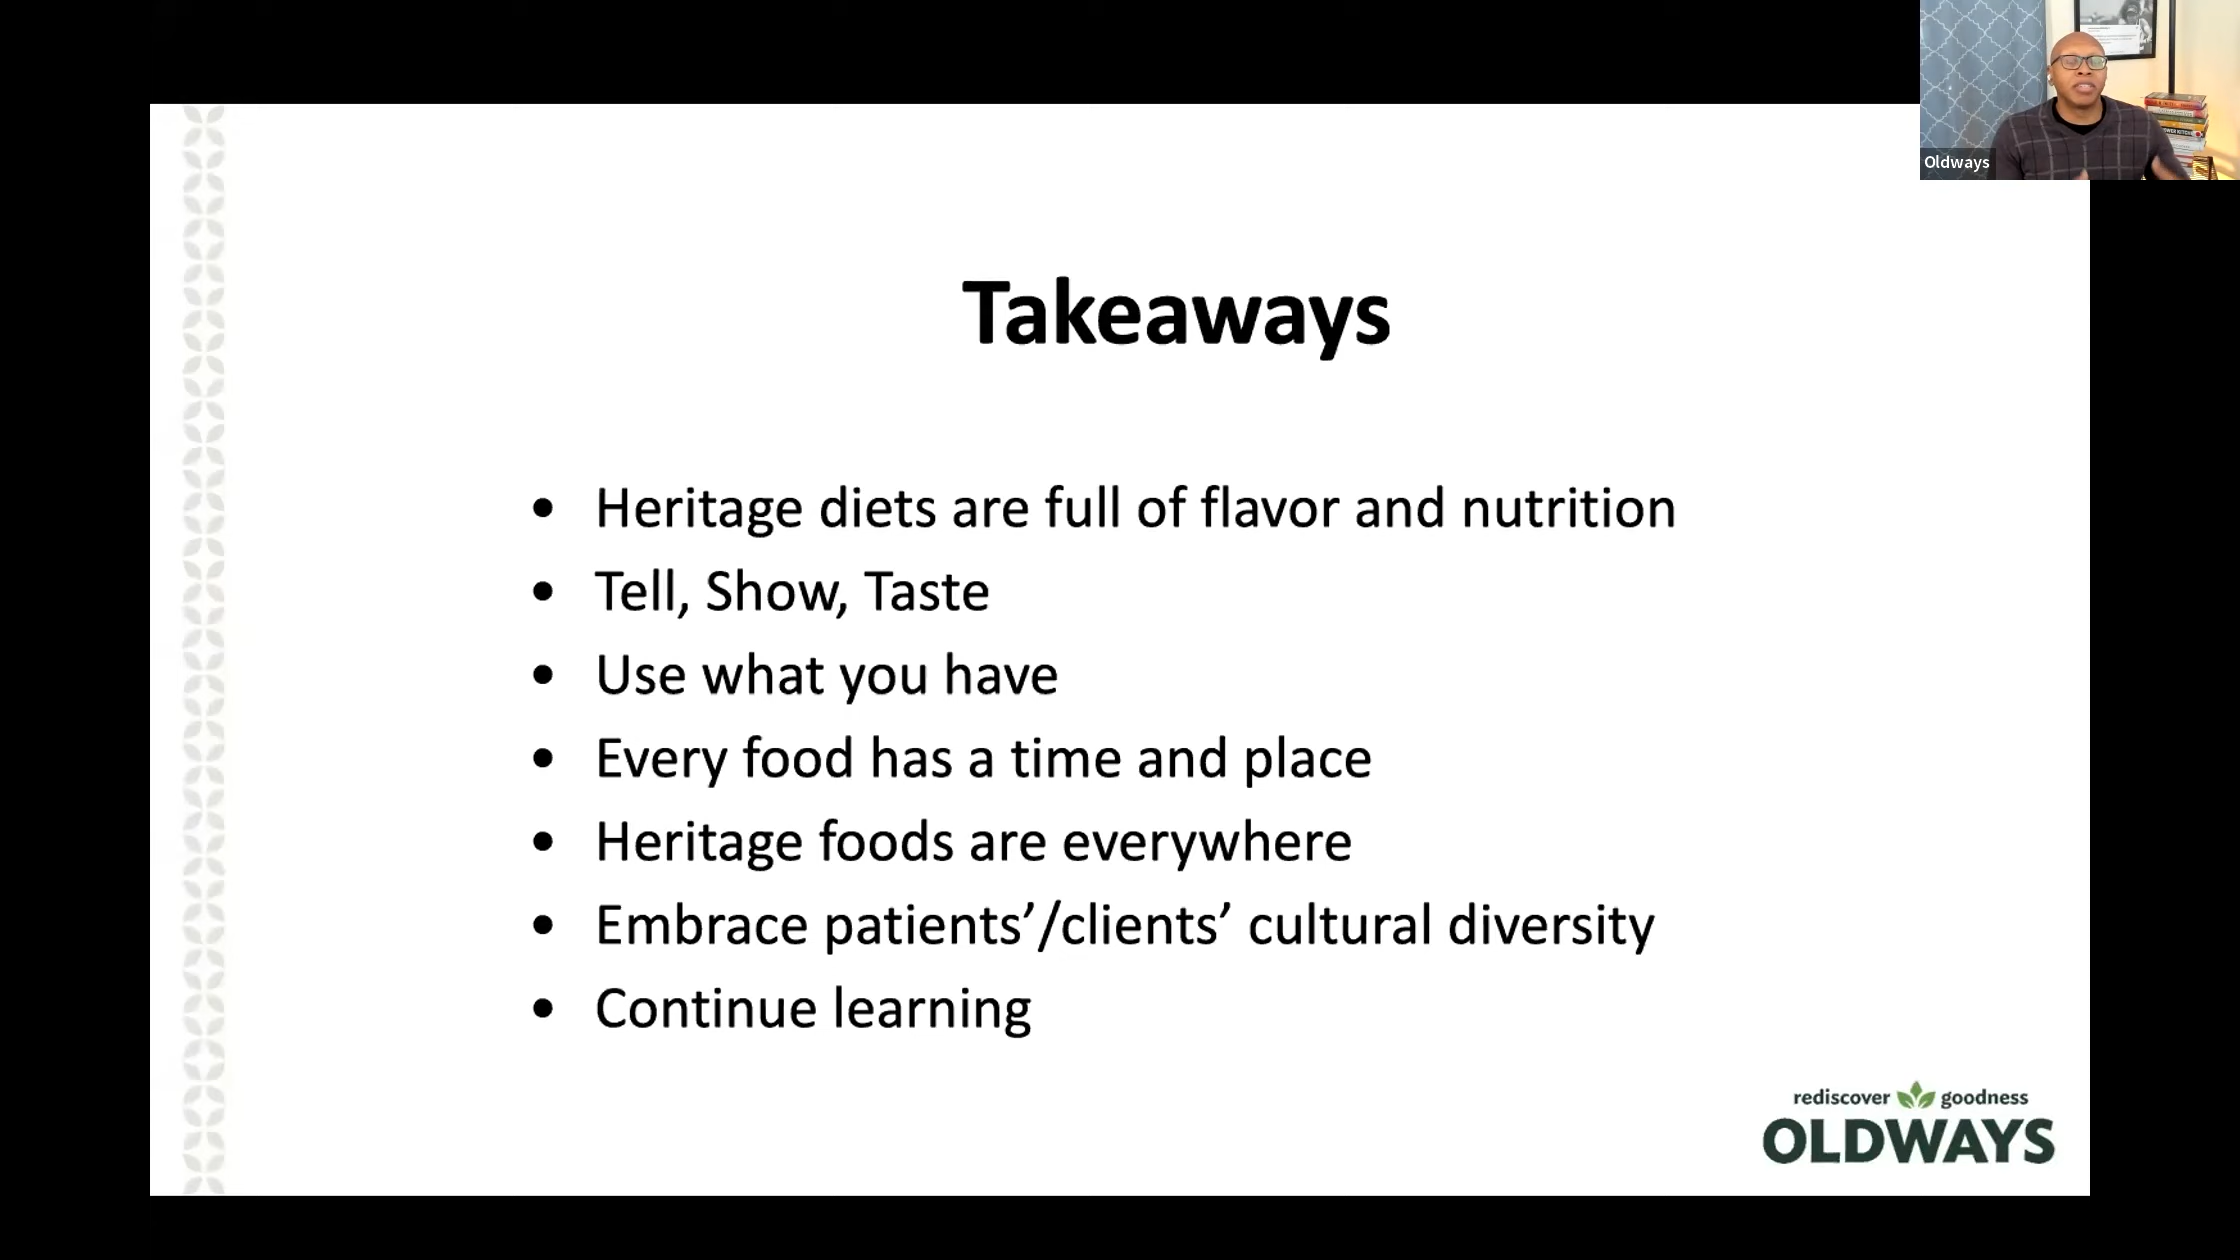 Oldways
Takeaways
• Heritage diets are full of flavor and nutrition
• Tell, Show, Taste
• Use what you have
• Every food has a time and place
• Heritage foods are everywhere
• Embrace patients’/clients’ cultural diversity
• Continue learning
rediscover goodness
OLDWAYS